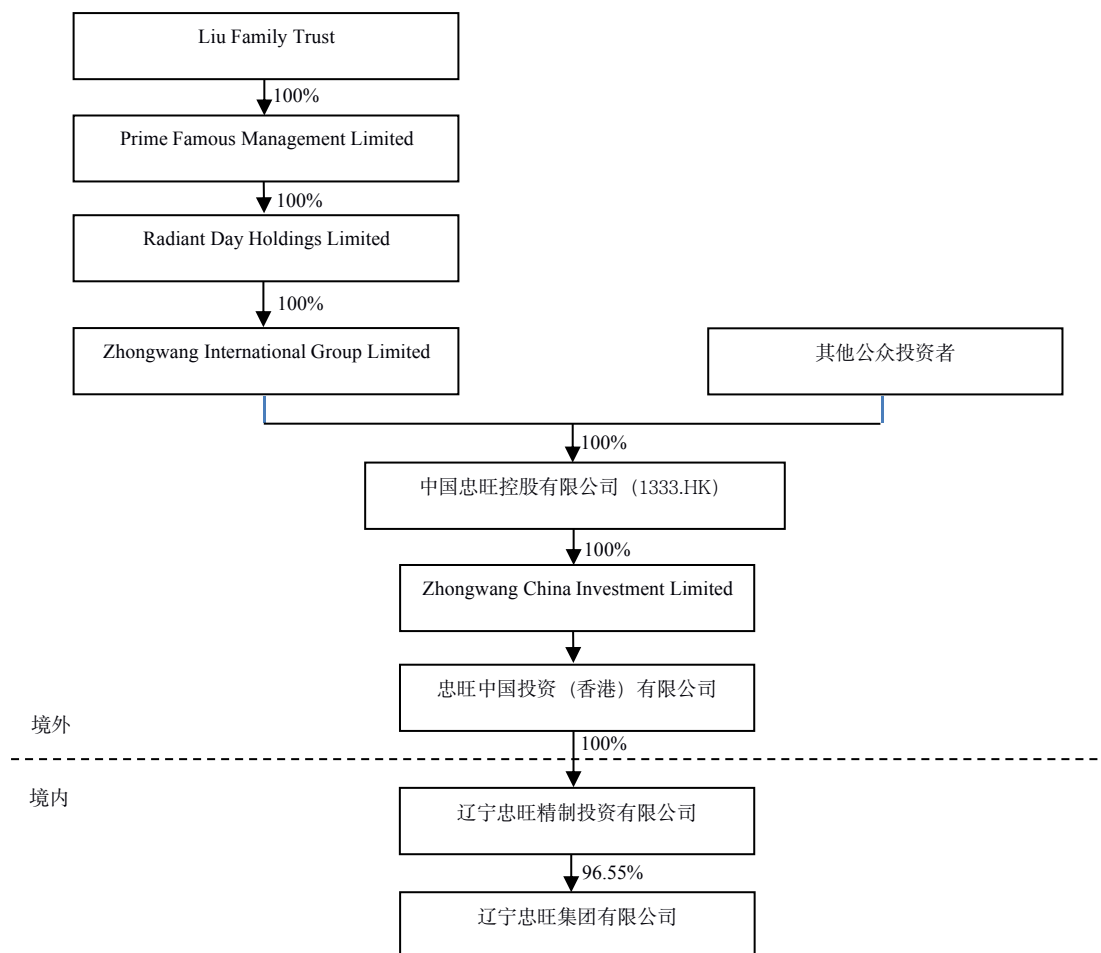 Liu Family Trust
100%
Prime Famous Management Limited
100%
Radiant Day Holdings Limited
100%
Zhongwang International Group Limited
其他公众投资者
100%
中国忠旺控股有限公司（1333.HK）
100%
Zhongwang China Investment Limited
忠旺中国投资（香港）有限公司
境外
100%
境内
辽宁忠旺精制投资有限公司
96.55%
辽宁忠旺集团有限公司